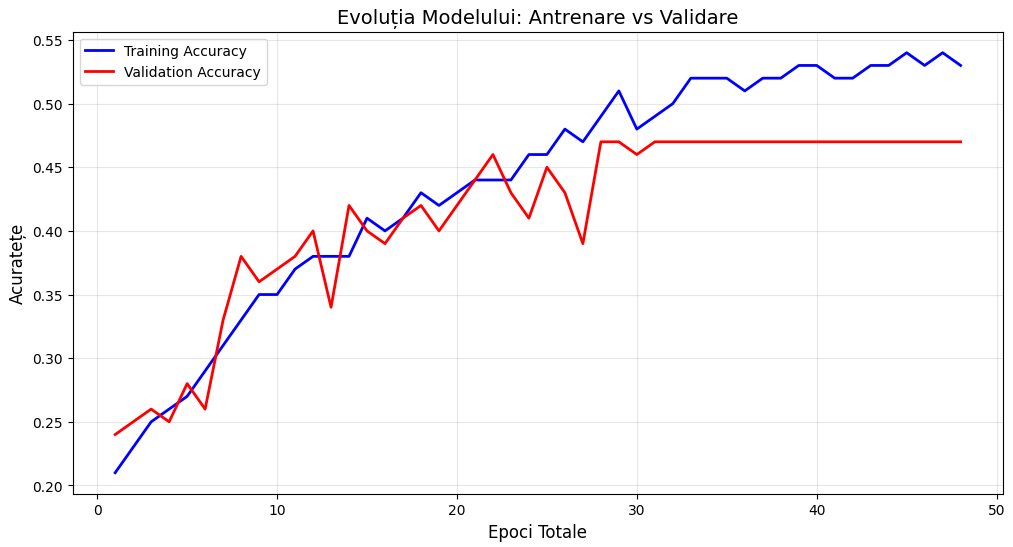 Evoluția Modelului: Antrenare vs Validare
Training Accuracy
Validation Accuracy
Acuratețe
0.55
0.50
0.45
0.40
0.35
0.30
0.25
0.20
0
10
20
30
40
50
Epoci Totale